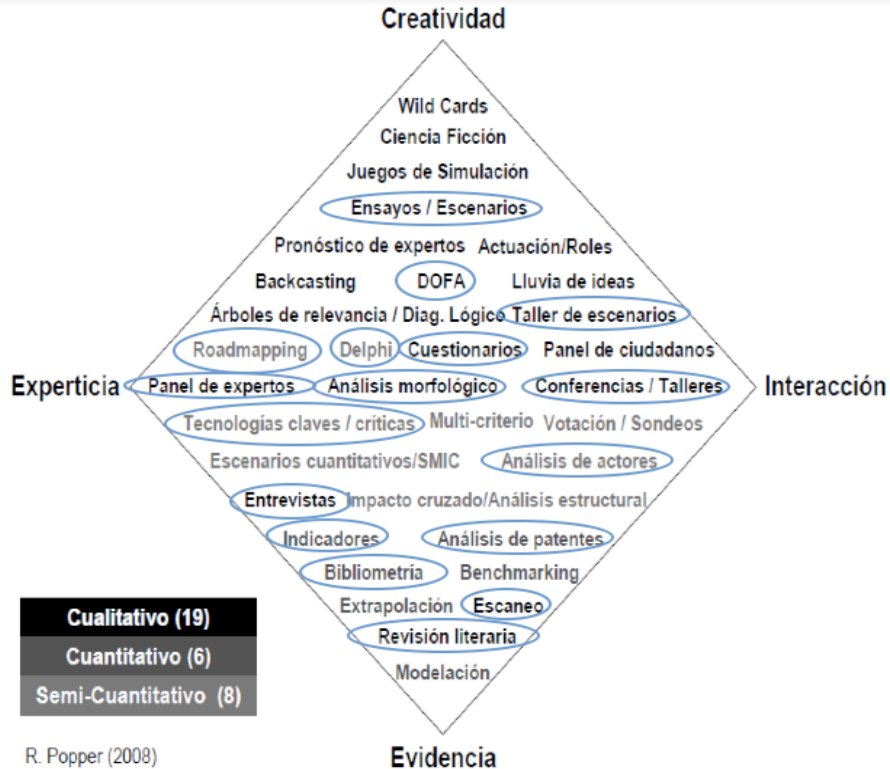 Creatividad
Wild Cards
Ciencia Ficción
Juegos de Simulación
Ensayos / Escenarios
Pronóstico de expertos Actuación/Roles
Backcasting DOFA Lluvia de ideas
Árboles de relevancia / Diag. Lógico Taller de escenarios
Roadmapping Delphi Cuestionarios Panel de ciudadanos
Experticia Panel de expertos Análisis morfológico Conferencias / Talleres Interacción
Tecnologías claves / críticas Multi-criterio Votación / Sondeos
Escenarios cuantitativos/SMIC Análisis de actores
Entrevistas Impacto cruzado/Análisis estructural
Indicadores Análisis de patentes
Bibliometría Benchmarking
Extrapolación Escaneo
Revisión literaria
Modelación
Cualitativo (19)
Cuantitativo (6)
Semi-Cuantitativo (8)
R. Popper (2008)
Evidencia